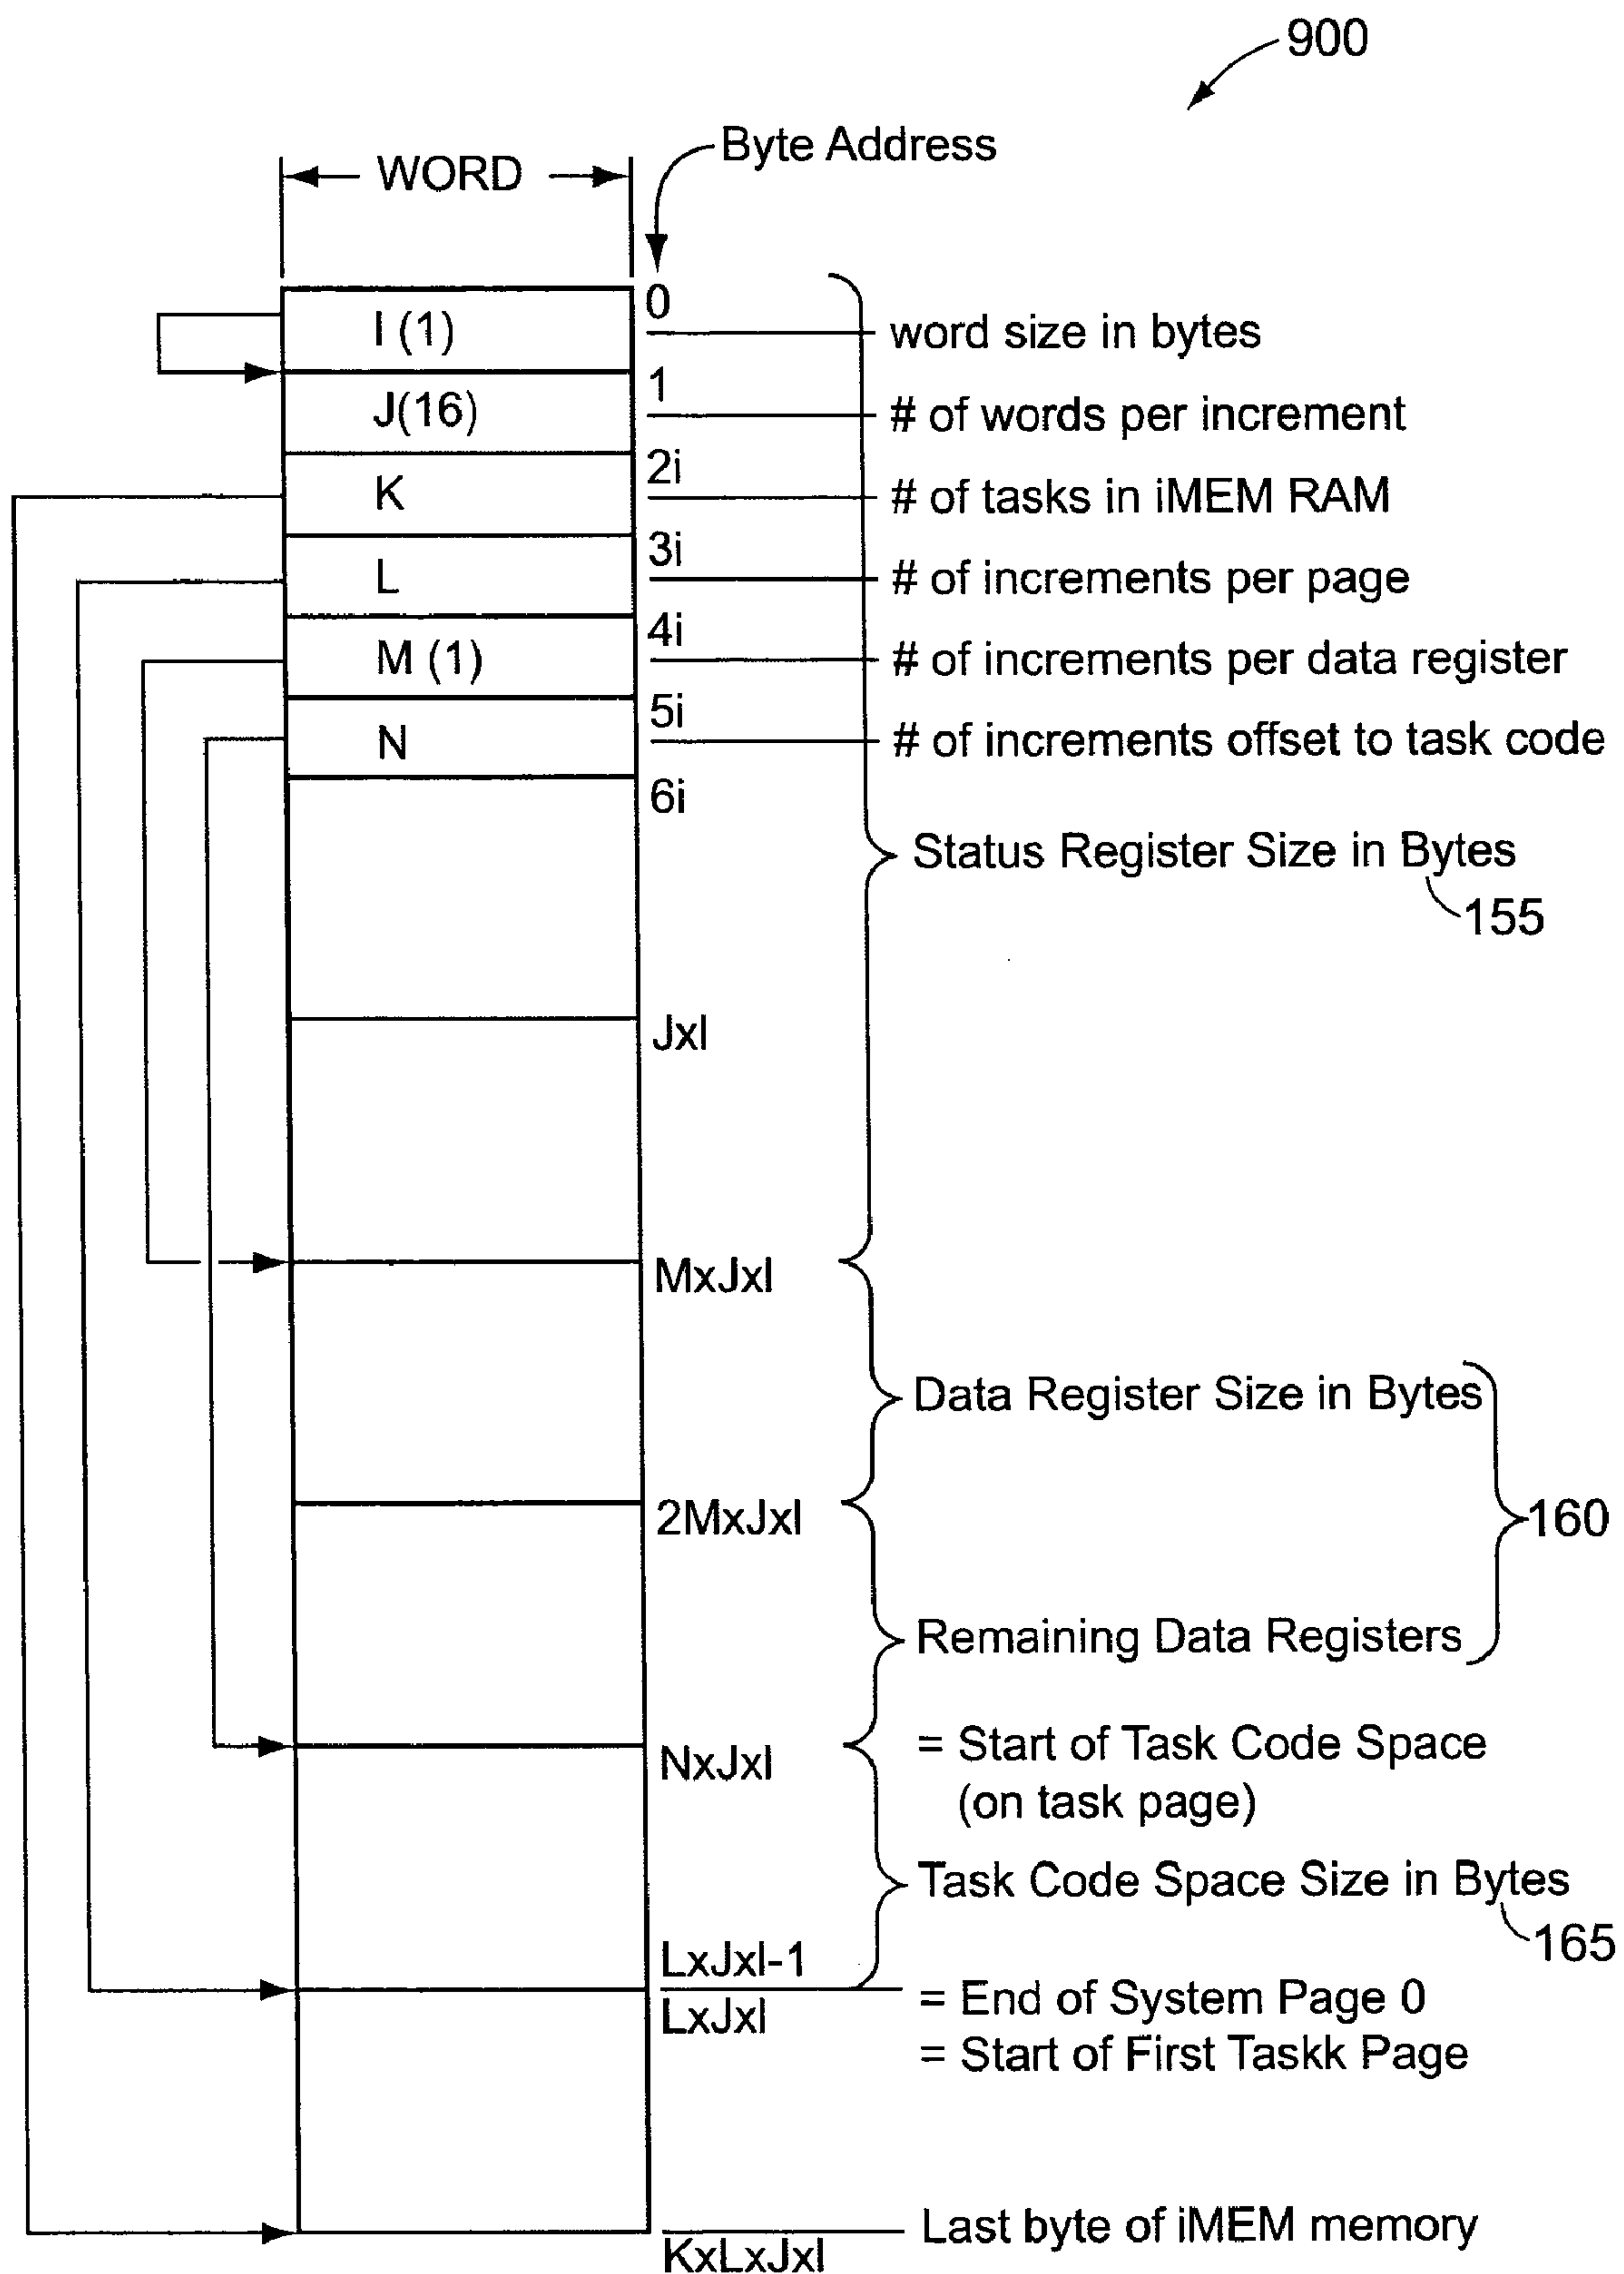 900
Byte Address
WORD
0
I (1)
word size in bytes
1
J(16)
# of words per increment
2i
K
# of tasks in iMEM RAM
3i
L
# of increments per page
4i
M (1)
# of increments per data register
5i
N
# of increments offset to task code
6i
Status Register Size in Bytes
155
JxI
MxJxI
Data Register Size in Bytes
2MxJxI
160
Remaining Data Registers
NxJxI
= Start of Task Code Space
(on task page)
Task Code Space Size in Bytes
165
LxJxI-1
LxJxI
= End of System Page 0
= Start of First Taskk Page
Last byte of iMEM memory
KxLxJxI